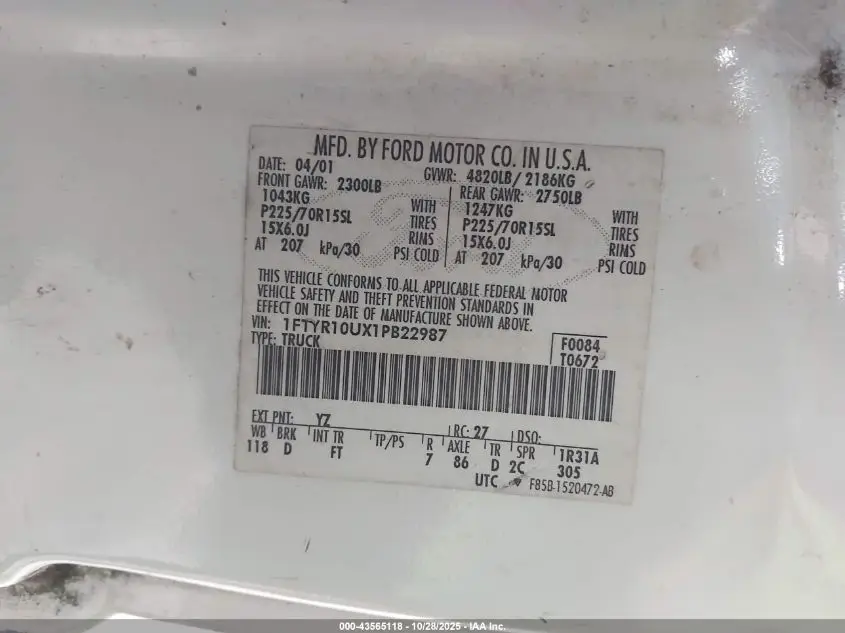 MFD. BY FORD MOTOR CO. IN U.S.A.
DATE: 04/01 GVWR: 4820LB/ 2186KG
FRONT GAWR: 2300LB REAR GAWR: 2750LB
1043KG WITH 1247KG WITH
P225/70R15SL TIRES P225/70R15SL TIRES
15X6.0J RIMS 15X6.0J RIMS
AT 207 kPa/30 PSI COLD AT 207 kPa/30 PSI COLD
THIS VEHICLE CONFORMS TO ALL APPLICABLE FEDERAL MOTOR
VEHICLE SAFETY AND THEFT PREVENTION STANDARDS IN
EFFECT ON THE DATE OF MANUFACTURE SHOWN ABOVE.
VIN: 1FTYR10UX1PB22987 F0084
TYPE: TRUCK T0672
EXT PNT: YZ RC: 27 DSO:
WB BRK INT TR TP/PS R AXLE TR SPR 1R31A
118 D FT 7 86 D 2C 305
UTC F85B-1520472-AB
000-43565118 - 10/28/2025 - IAA Inc.